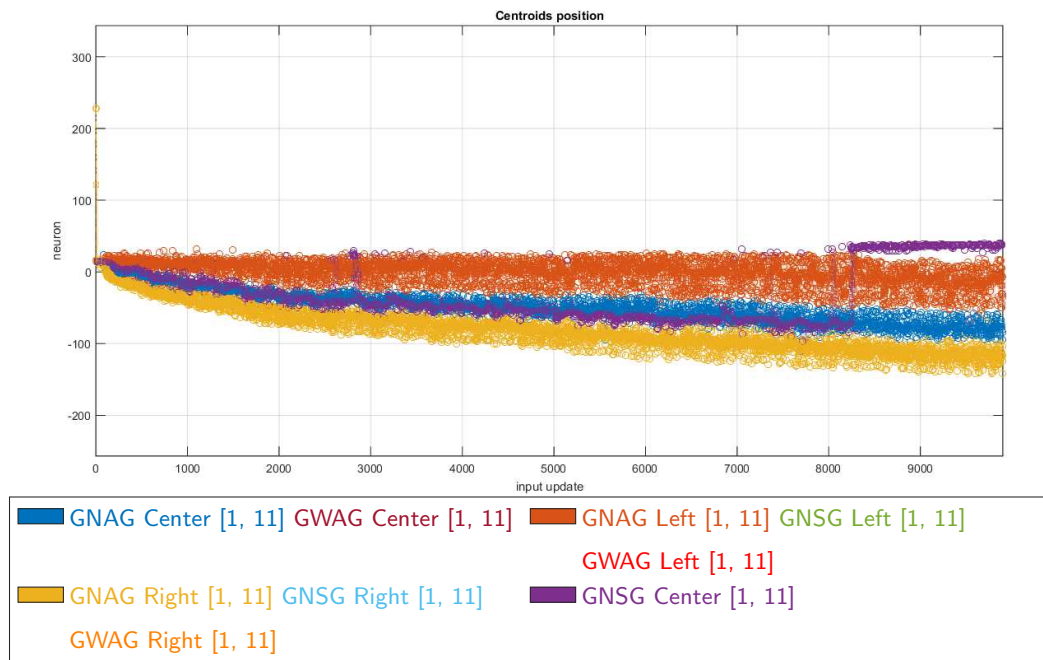 Centroids position
300
200
100
0
-100
-200
neuron
0 1000 2000 3000 4000 5000 6000 7000 8000 9000
input update
GNAG Center [1, 11] GWAG Center [1, 11] GNAG Left [1, 11] GNSG Left [1, 11]
GWAG Left [1, 11]
GNAG Right [1, 11] GNSG Right [1, 11] GNSG Center [1, 11]
GWAG Right [1, 11]